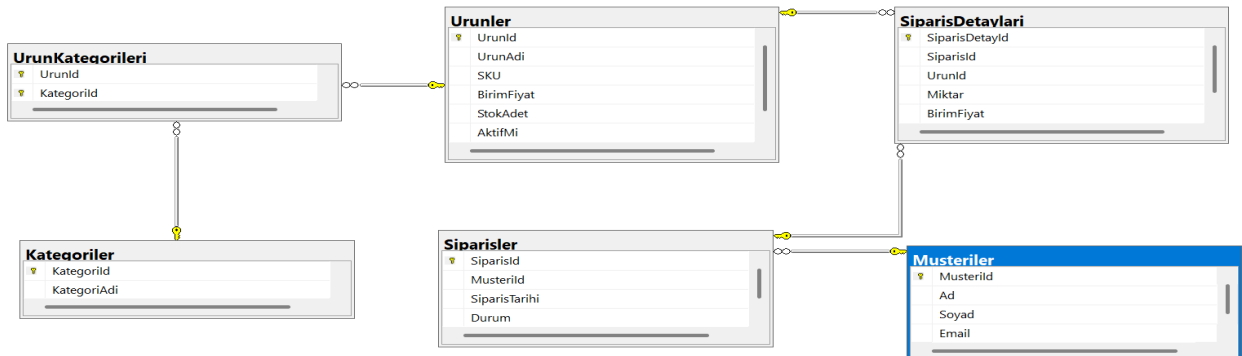 UrunKategorileri
UrunId
KategoriId
Urunler
UrunId
UrunAdi
SKU
BirimFiyat
StokAdet
AktifMi
SiparisDetaylari
SiparisDetayId
SiparisId
UrunId
Miktar
BirimFiyat
Kategoriler
KategoriId
KategoriAdi
Siparisler
SiparisId
MusteriId
SiparisTarihi
Durum
Musteriler
MusteriId
Ad
Soyad
Email